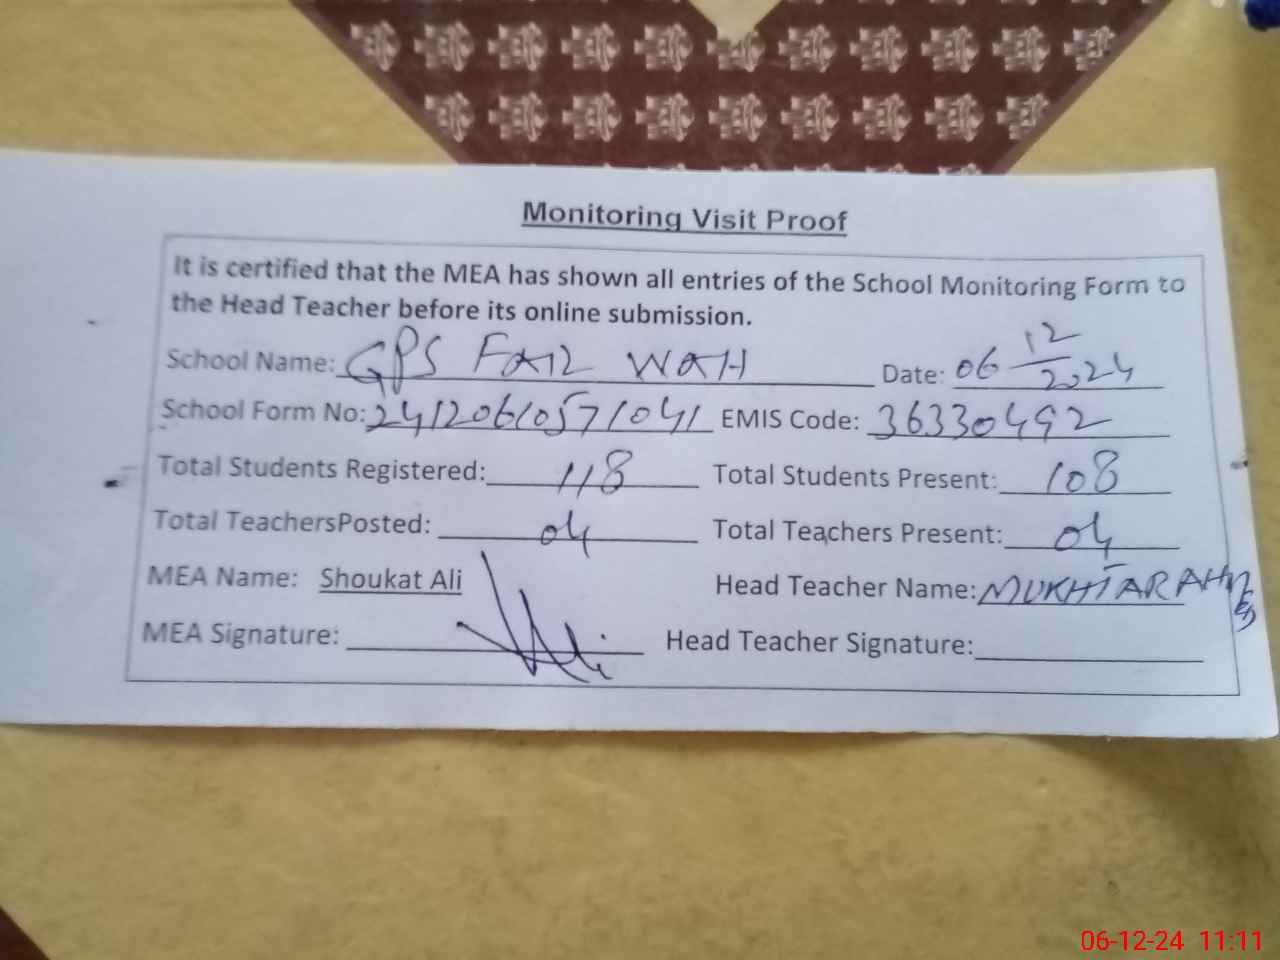 Monitoring Visit Proof
It is certified that the MEA has shown all entries of the School Monitoring Form to
the Head Teacher before its online submission.
School Name: GPS FAIZ WAH Date: 06 12/2024
School Form No: 24120610571041 EMIS Code: 36330492
Total Students Registered: 118 Total Students Present: 108
Total TeachersPosted: 04 Total Teachers Present: 04
MEA Name: Shoukat Ali Head Teacher Name: MUKHTAR AHMED
MEA Signature: Head Teacher Signature:
06-12-24 11:11